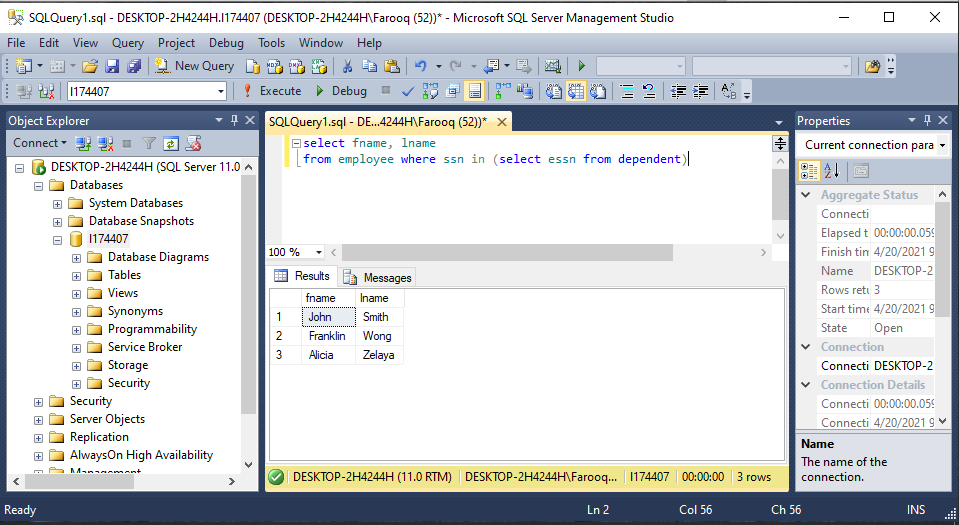 SQLQuery1.sql - DESKTOP-2H4244H.I174407 (DESKTOP-2H4244H\Farooq (52))* - Microsoft SQL Server Management Studio
File Edit View Query Project Debug Tools Window Help
New Query
I174407 Execute Debug
Object Explorer
Connect
DESKTOP-2H4244H (SQL Server 11.0
Databases
System Databases
Database Snapshots
I174407
Database Diagrams
Tables
Views
Synonyms
Programmability
Service Broker
Storage
Security
Security
Server Objects
Replication
AlwaysOn High Availability
Management
SQLQuery1.sql - DE...4244H\Farooq (52))*
select fname, lname
from employee where ssn in (select essn from dependent)
100 %
Results Messages
fname lname
1 John Smith
2 Franklin Wong
3 Alicia Zelaya
DESKTOP-2H4244H (11.0 RTM) DESKTOP-2H4244H\Farooq... I174407 00:00:00 3 rows
Properties
Current connection para
Aggregate Status
Connecti
Elapsed t 00:00:00.059
Finish tim 4/20/2021 9
Name DESKTOP-2
Rows retu 3
Start time 4/20/2021 9
State Open
Connection
Connecti DESKTOP-2
Connection Details
Connecti 00:00:00.059
Connecti 4/20/2021 9
Name
The name of the
connection.
Ready Ln 2 Col 56 Ch 56 INS